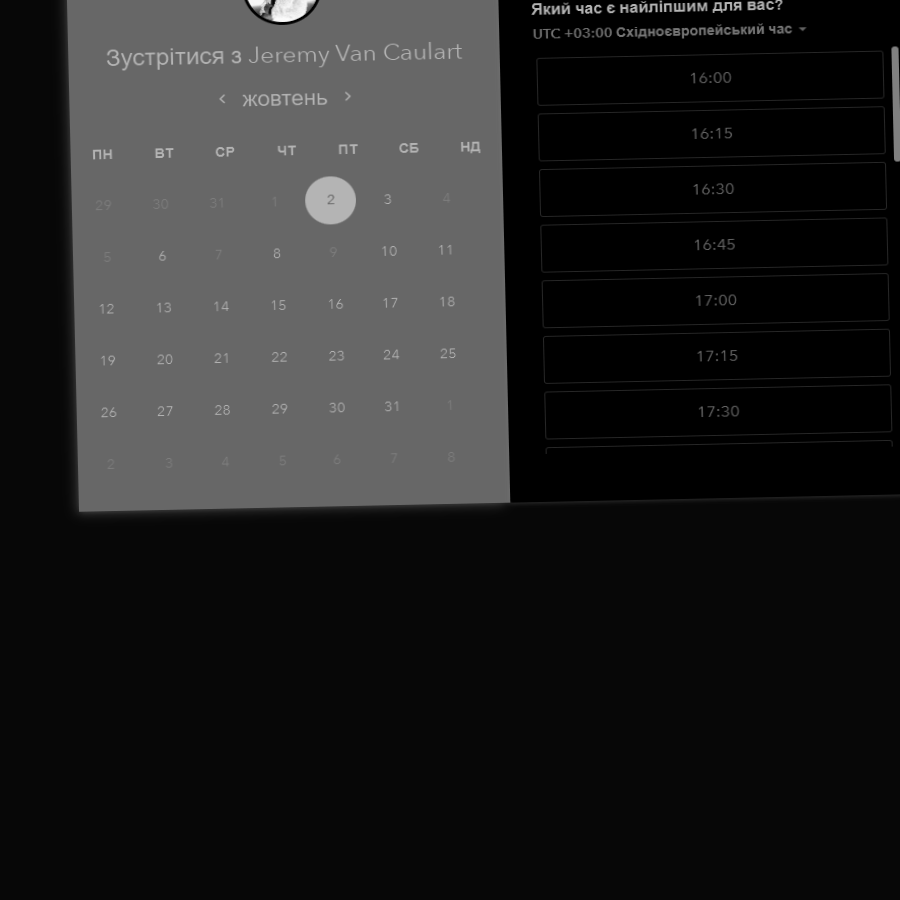 Зустрітися з Jeremy Van Caulart
жовтень
ПН ВТ СР ЧТ ПТ СБ НД
29 30 31 1 2 3 4
5 6 7 8 9 10 11
12 13 14 15 16 17 18
19 20 21 22 23 24 25
26 27 28 29 30 31 1
2 3 4 5 6 7 8
Який час є найліпшим для вас?
UTC +03:00 Східноєвропейський час
16:00
16:15
16:30
16:45
17:00
17:15
17:30